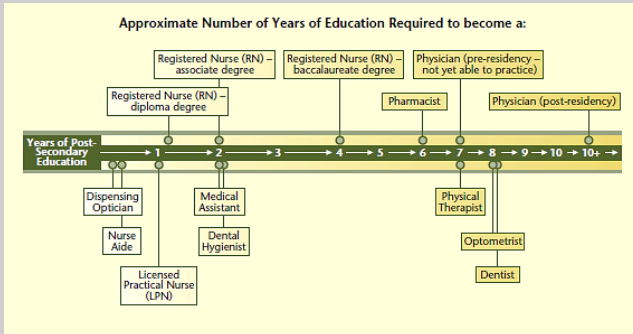 Approximate Number of Years of Education Required to become a:
Registered Nurse (RN) –
associate degree
Registered Nurse (RN) –
baccalaureate degree
Physician (pre-residency –
not yet able to practice)
Registered Nurse (RN) –
diploma degree
Pharmacist
Physician (post-residency)
Years of Post-
Secondary
Education
1 2 3 4 5 6 7 8 9 10 10+
Dispensing
Optician
Medical
Assistant
Physical
Therapist
Nurse
Aide
Dental
Hygienist
Optometrist
Licensed
Practical Nurse
(LPN)
Dentist